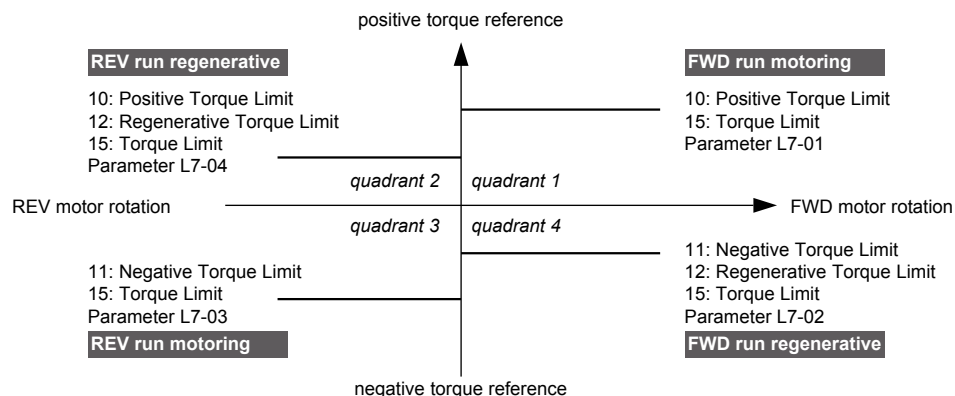 positive torque reference
REV run regenerative
10: Positive Torque Limit
12: Regenerative Torque Limit
15: Torque Limit
Parameter L7-04
FWD run motoring
10: Positive Torque Limit
15: Torque Limit
Parameter L7-01
quadrant 2
quadrant 1
REV motor rotation
FWD motor rotation
quadrant 3
quadrant 4
11: Negative Torque Limit
15: Torque Limit
Parameter L7-03
REV run motoring
11: Negative Torque Limit
12: Regenerative Torque Limit
15: Torque Limit
Parameter L7-02
FWD run regenerative
negative torque reference